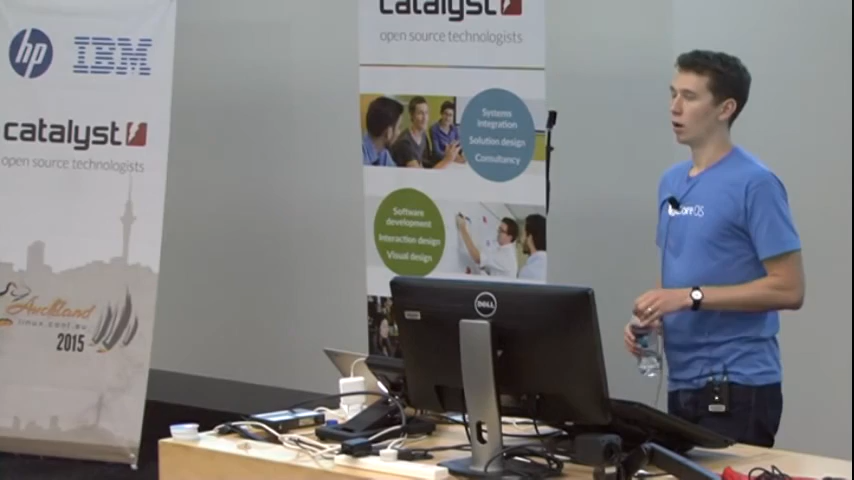 hp
IBM
catalyst
open source technologists
Auckland
linux.conf.au
2015
catalyst
open source technologists
Systems
integration
Solution design
Consultancy
Software
development
Interaction design
Visual design
DELL
CoreOS